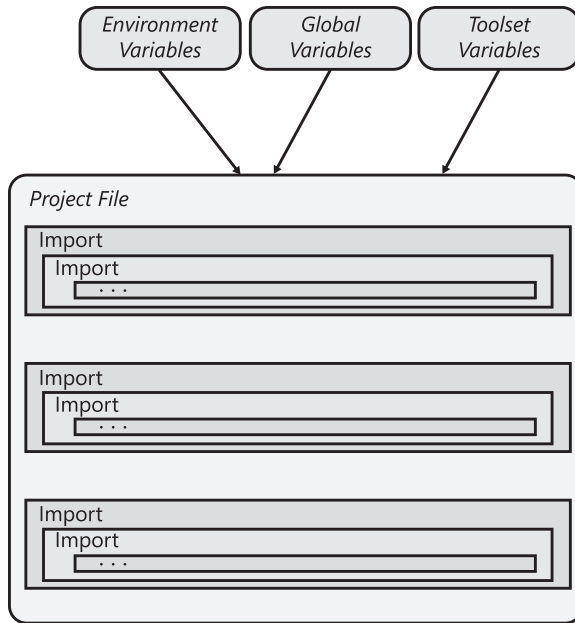 Environment
Variables
Global
Variables
Toolset
Variables
Project File
Import
Import
. . .
Import
Import
. . .
Import
Import
. . .